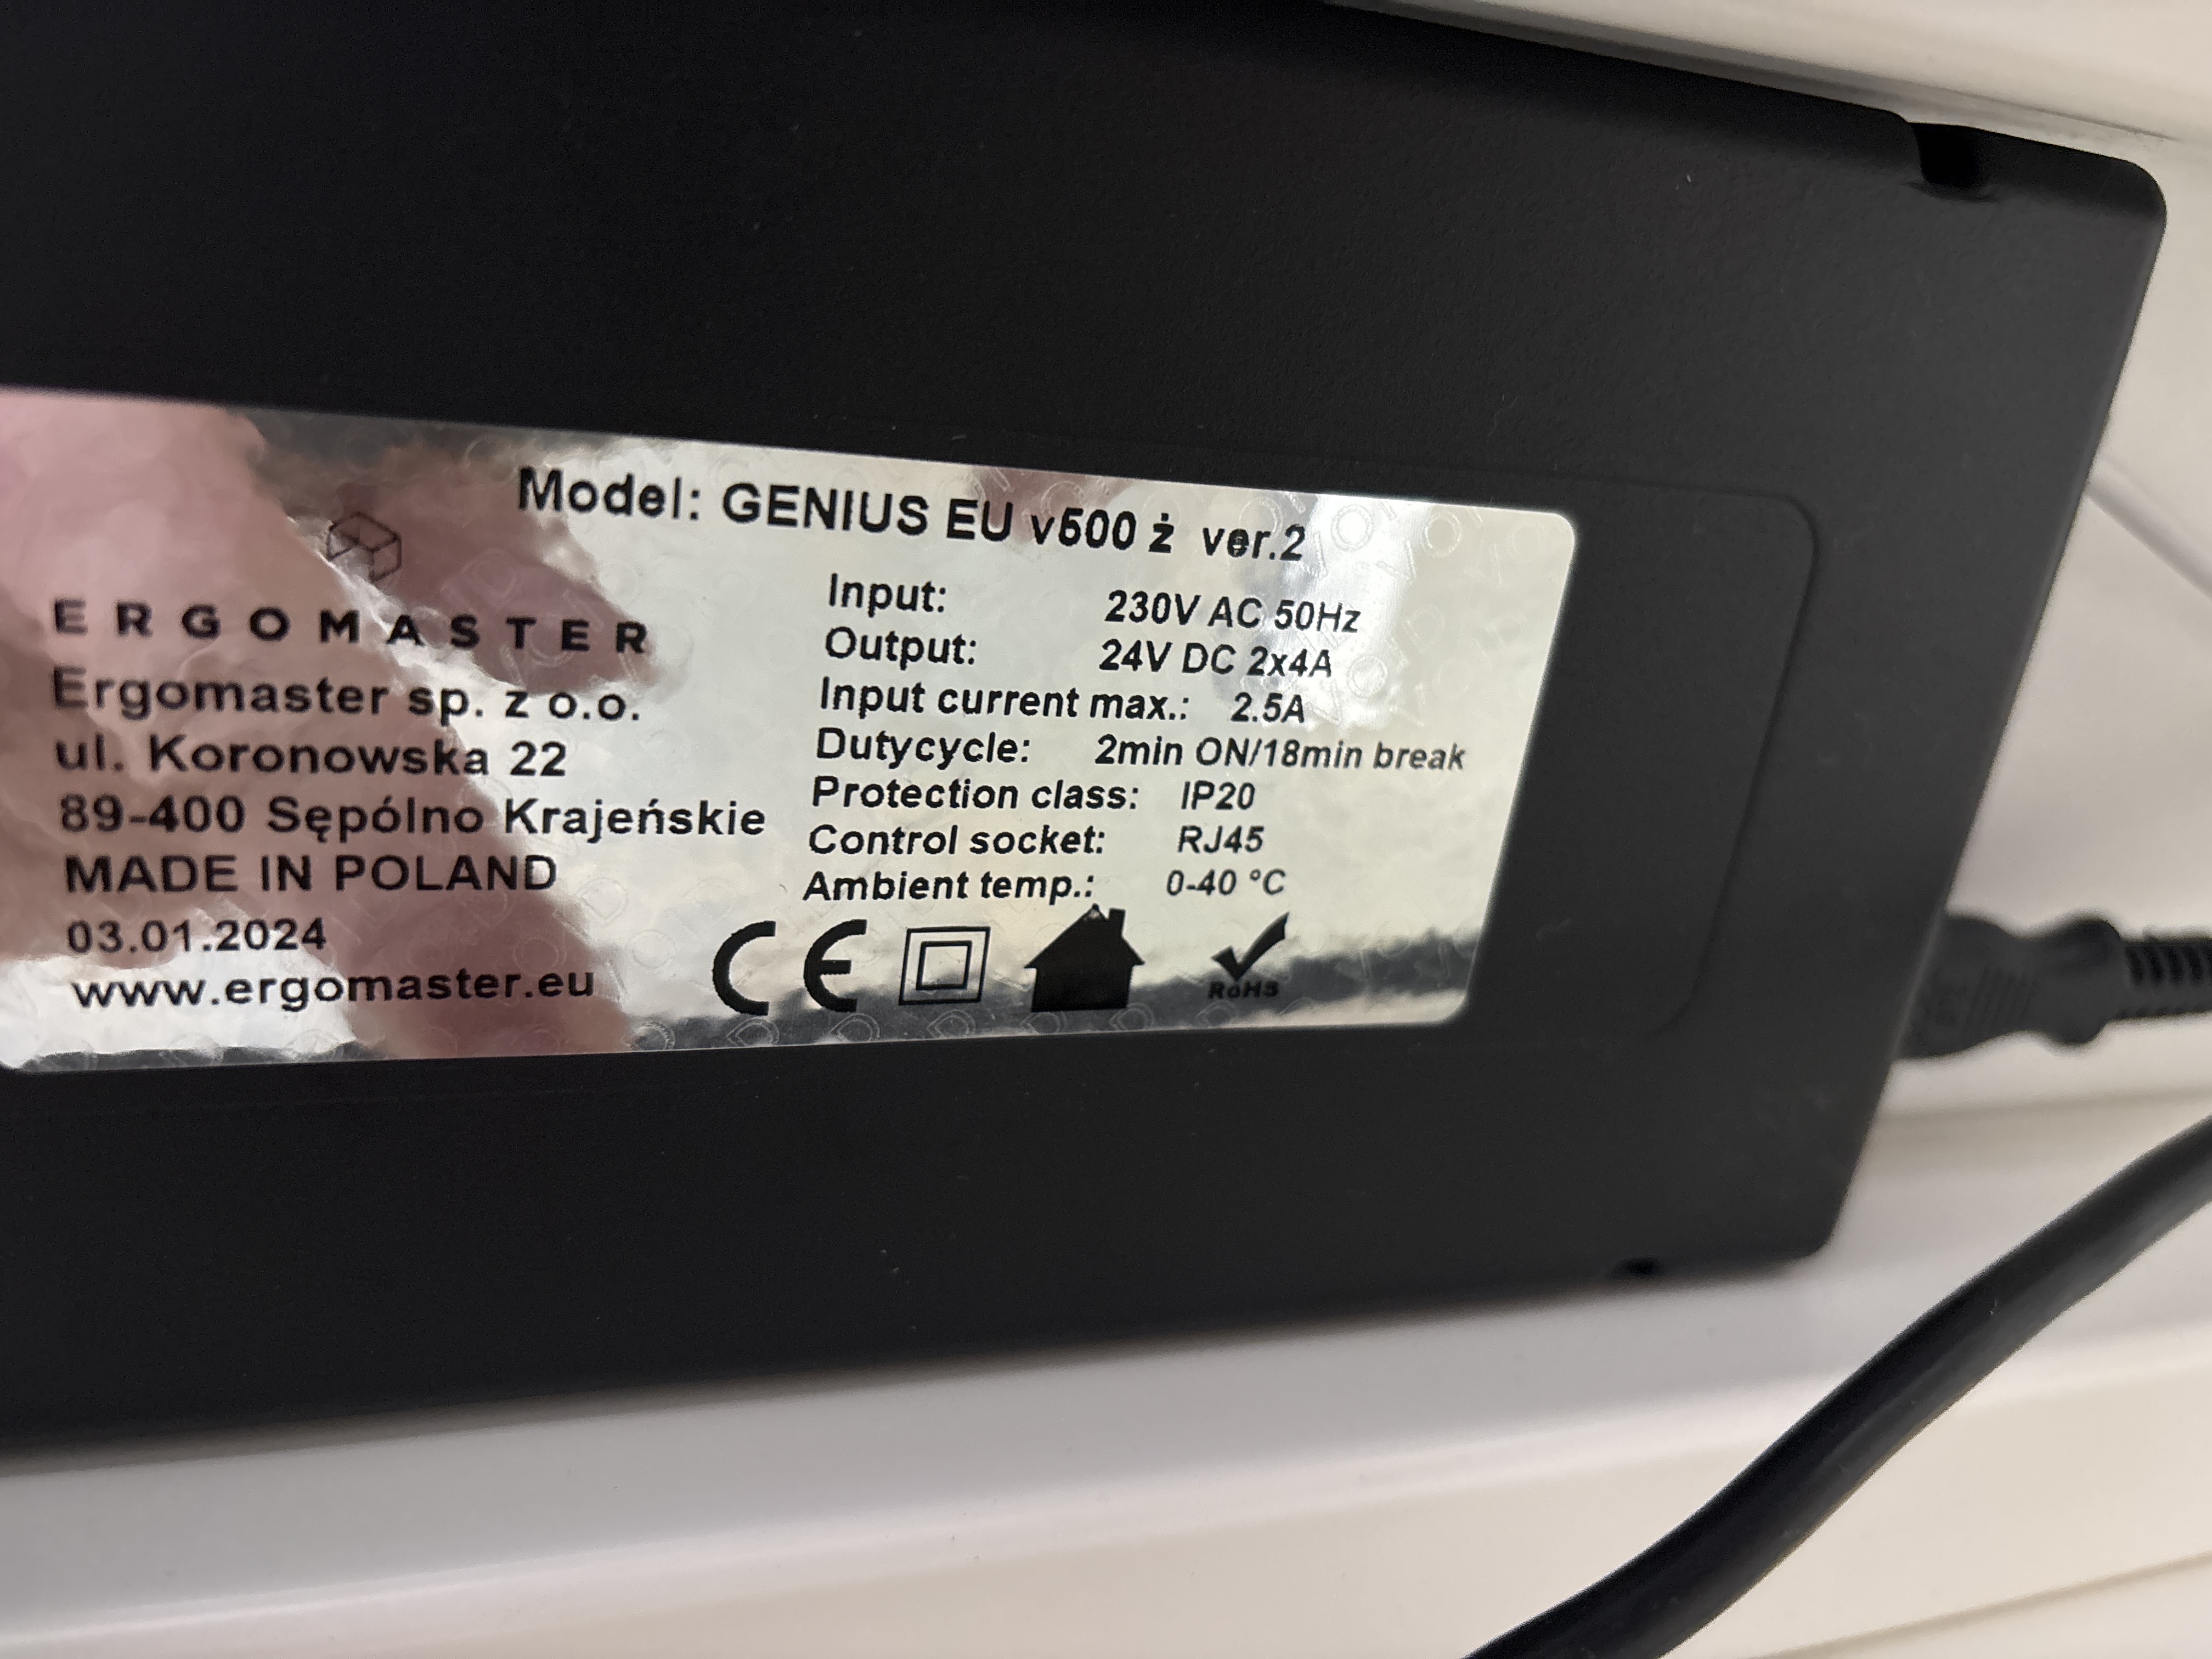 Model: GENIUS EU v500 ż ver.2
ERGOMASTER
Ergomaster sp. z o.o.
ul. Koronowska 22
89-400 Sępólno Krajeńskie
MADE IN POLAND
03.01.2024
www.ergomaster.eu
Input: 230V AC 50Hz
Output: 24V DC 2x4A
Input current max.: 2.5A
Dutycycle: 2min ON/18min break
Protection class: IP20
Control socket: RJ45
Ambient temp.: 0-40 °C
CE
RoHS